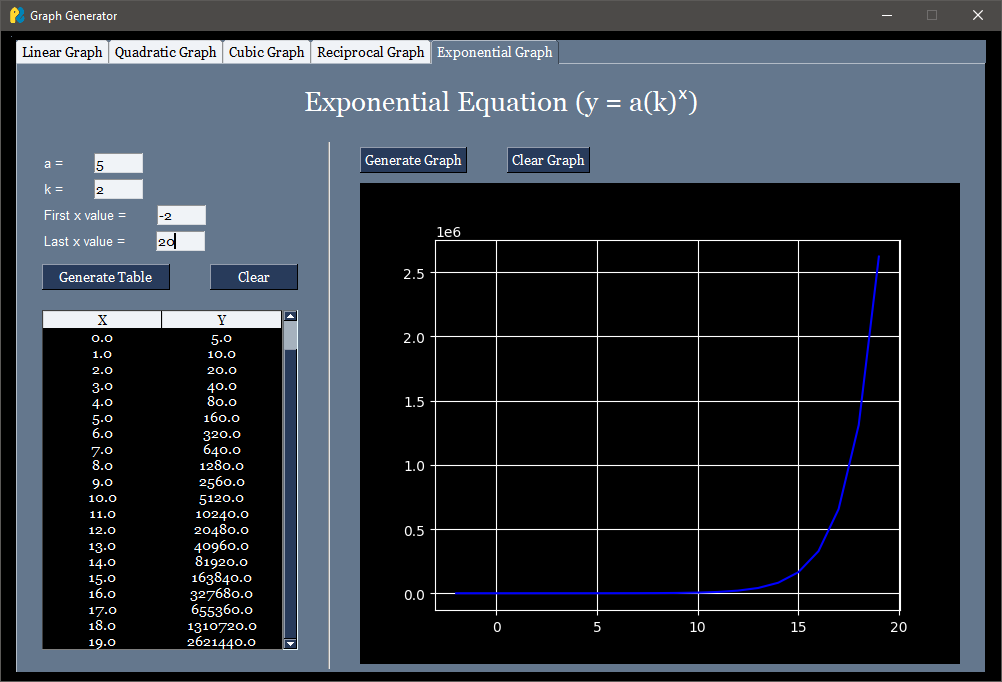 Graph Generator
Linear Graph Quadratic Graph Cubic Graph Reciprocal Graph Exponential Graph
Exponential Equation (y = a(k)ˣ)
a = 5
k = 2
First x value = -2
Last x value = 20
Generate Table Clear
X Y
0.0 5.0
1.0 10.0
2.0 20.0
3.0 40.0
4.0 80.0
5.0 160.0
6.0 320.0
7.0 640.0
8.0 1280.0
9.0 2560.0
10.0 5120.0
11.0 10240.0
12.0 20480.0
13.0 40960.0
14.0 81920.0
15.0 163840.0
16.0 327680.0
17.0 655360.0
18.0 1310720.0
19.0 2621440.0
Generate Graph Clear Graph
1e6
2.5
2.0
1.5
1.0
0.5
0.0
0 5 10 15 20